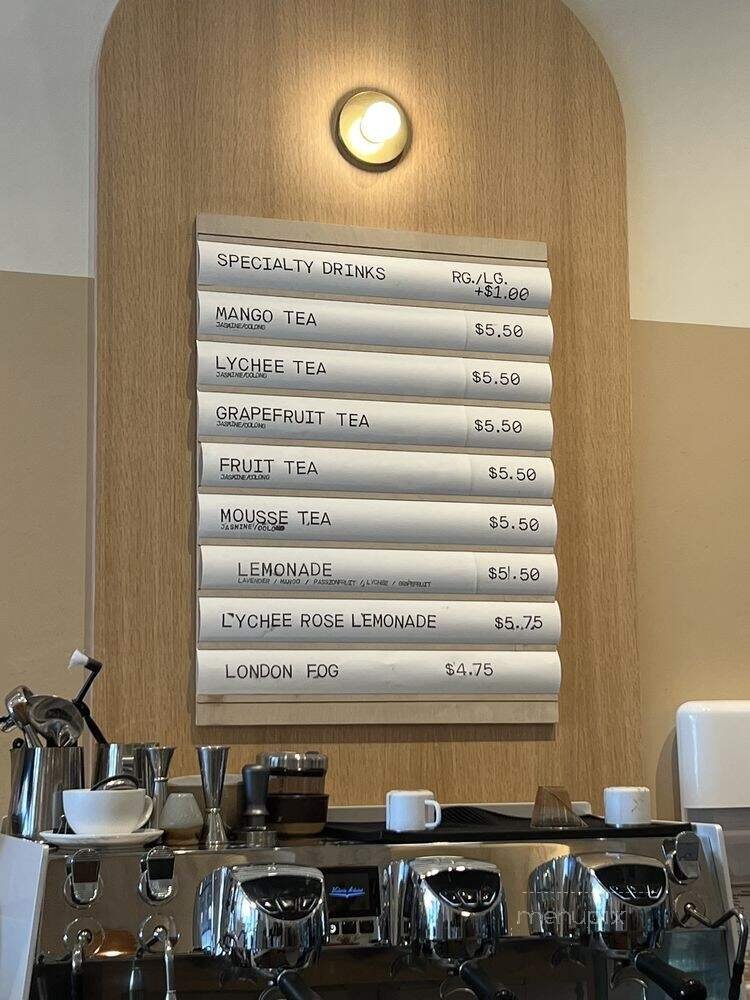 SPECIALTY DRINKS RG./LG.
+$1.00
MANGO TEA $5.50
JASMINE/OOLONG
LYCHEE TEA $5.50
JASMINE/OOLONG
GRAPEFRUIT TEA $5.50
JASMINE/OOLONG
FRUIT TEA $5.50
JASMINE/OOLONG
MOUSSE TEA $5.50
JASMINE/OOLONG
LEMONADE $5.50
LAVENDER / MANGO / PASSIONFRUIT / LYCHEE / GRAPEFRUIT
LYCHEE ROSE LEMONADE $5.75
LONDON FOG $4.75
menupix